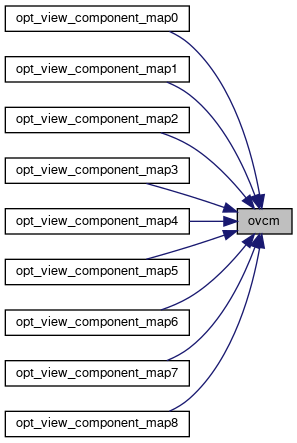 opt_view_component_map0
opt_view_component_map1
opt_view_component_map2
opt_view_component_map3
opt_view_component_map4
ovcm
opt_view_component_map5
opt_view_component_map6
opt_view_component_map7
opt_view_component_map8